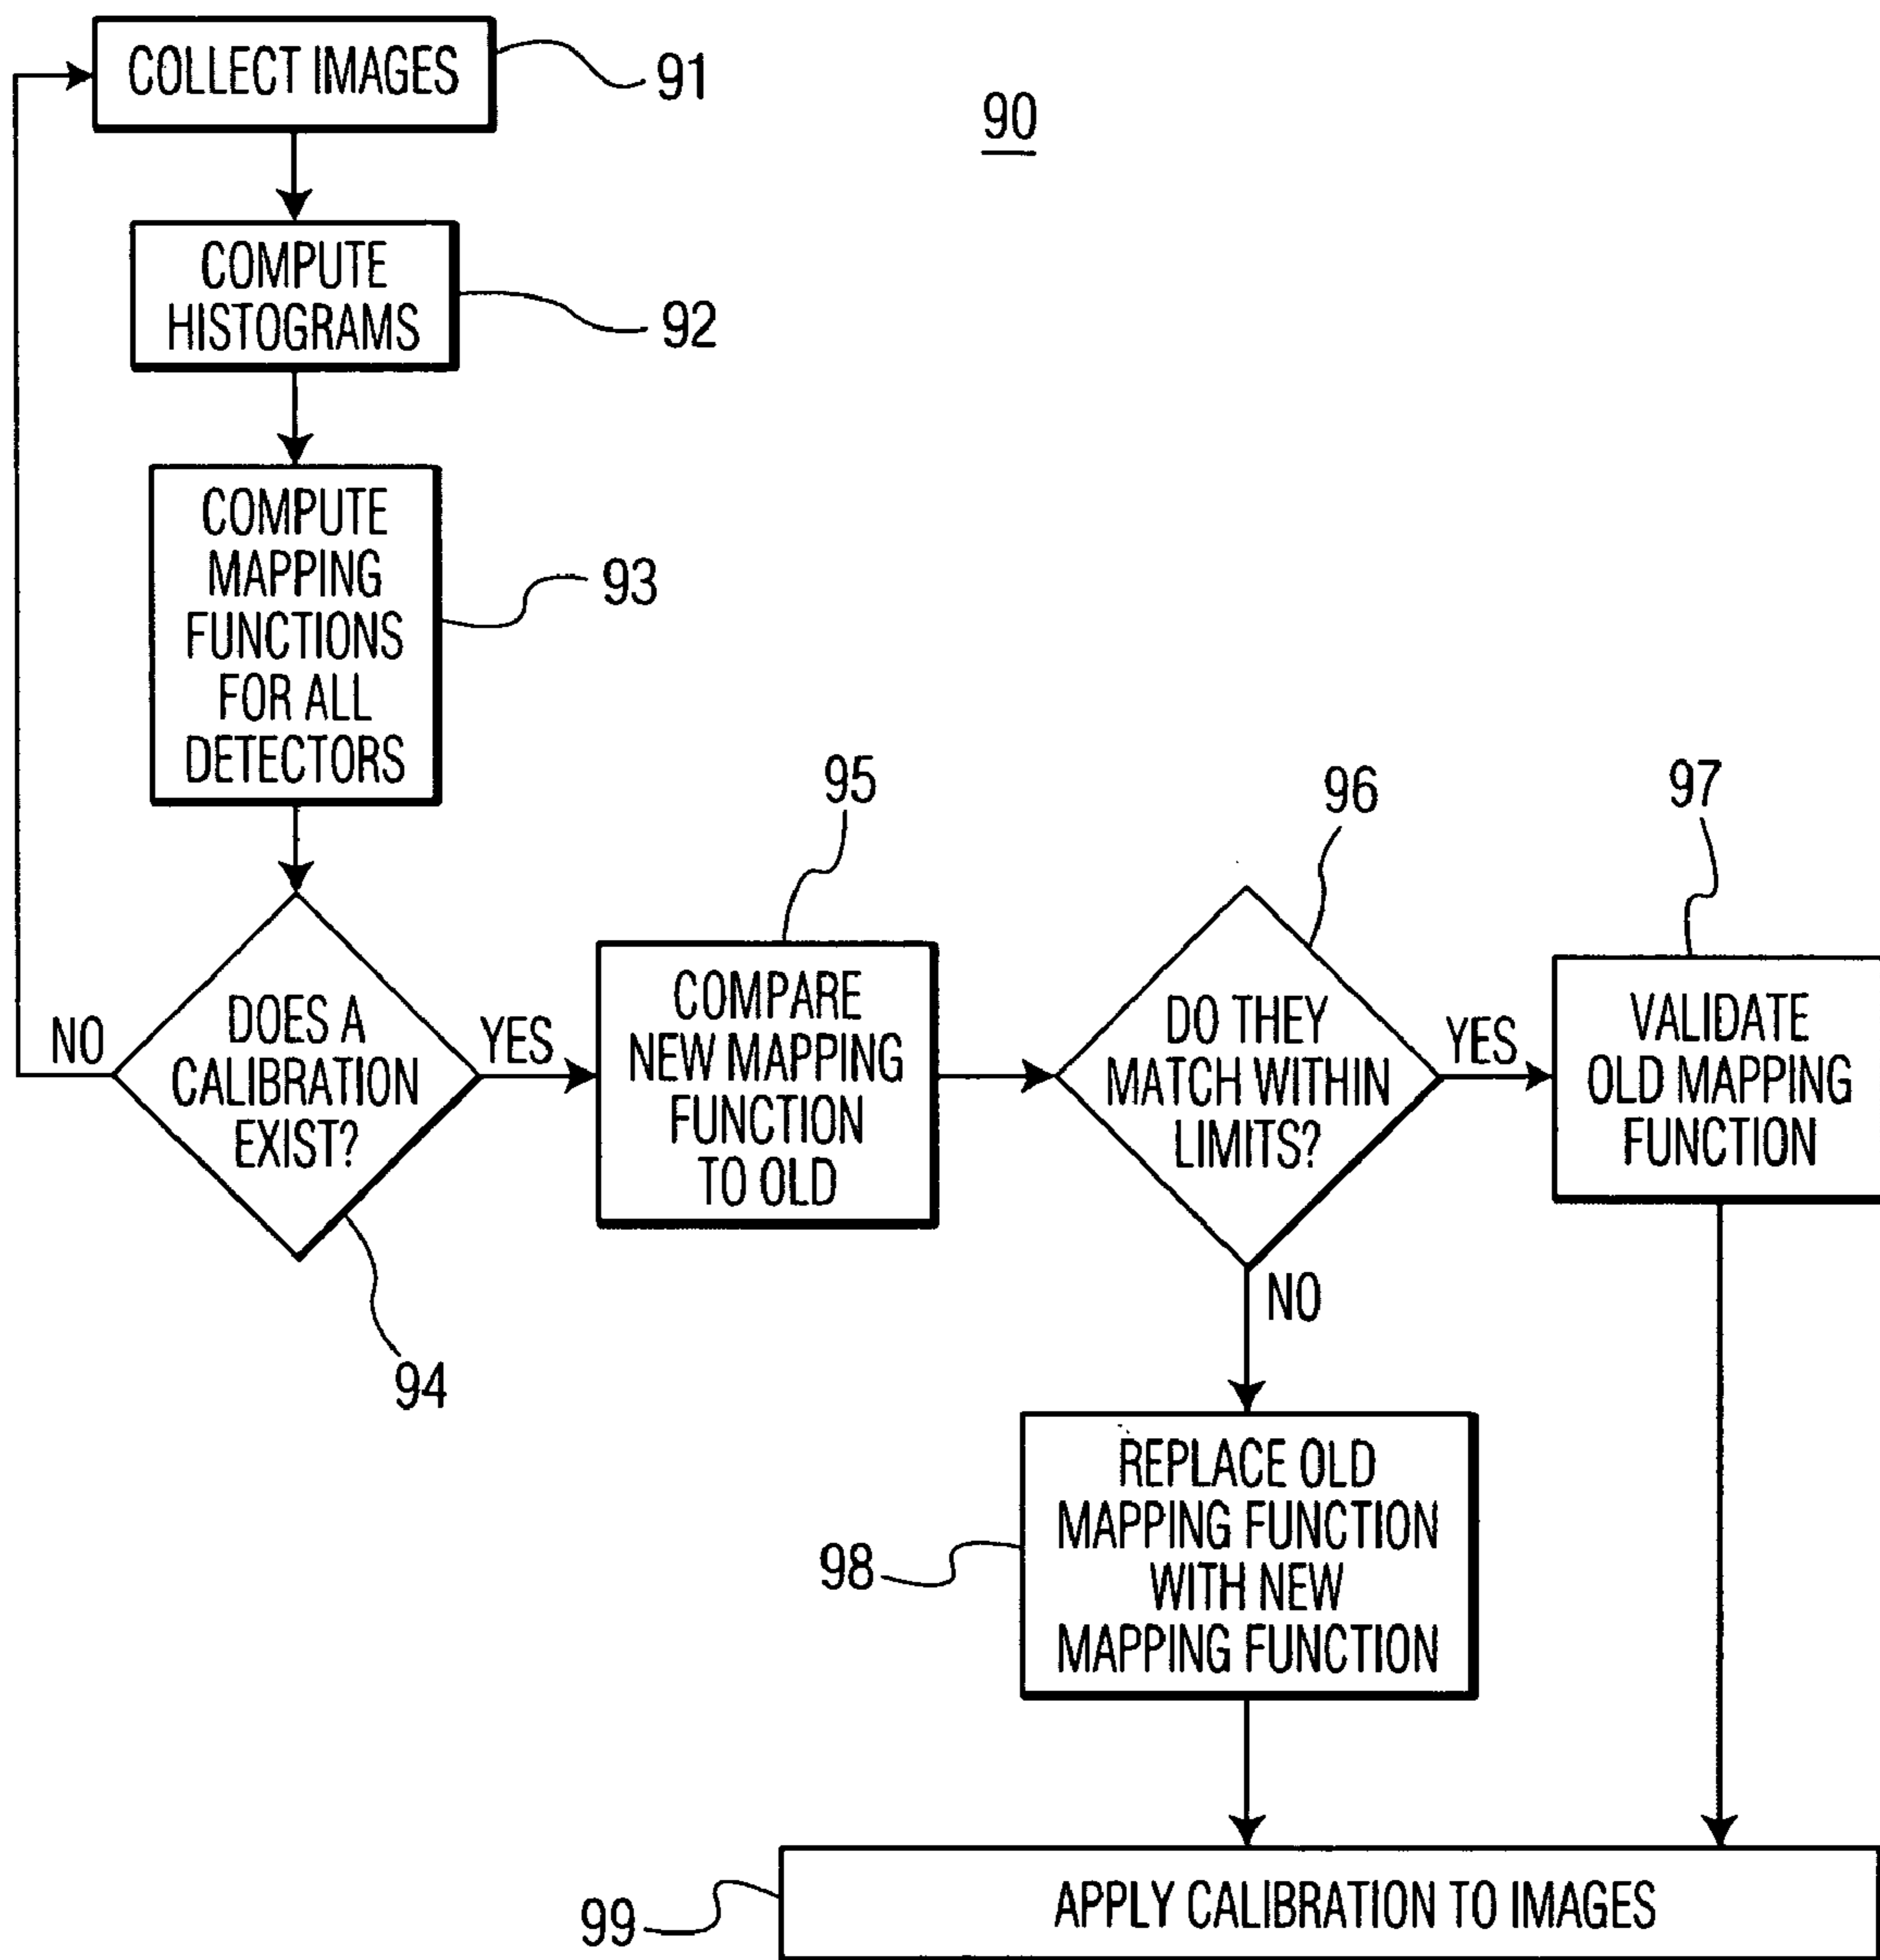 COLLECT IMAGES
91
90
COMPUTE
HISTOGRAMS
92
COMPUTE
MAPPING
FUNCTIONS
FOR ALL
DETECTORS
93
DOES A
CALIBRATION
EXIST?
NO
YES
94
95
COMPARE
NEW MAPPING
FUNCTION
TO OLD
96
DO THEY
MATCH WITHIN
LIMITS?
YES
NO
97
VALIDATE
OLD MAPPING
FUNCTION
98
REPLACE OLD
MAPPING FUNCTION
WITH NEW
MAPPING FUNCTION
99
APPLY CALIBRATION TO IMAGES